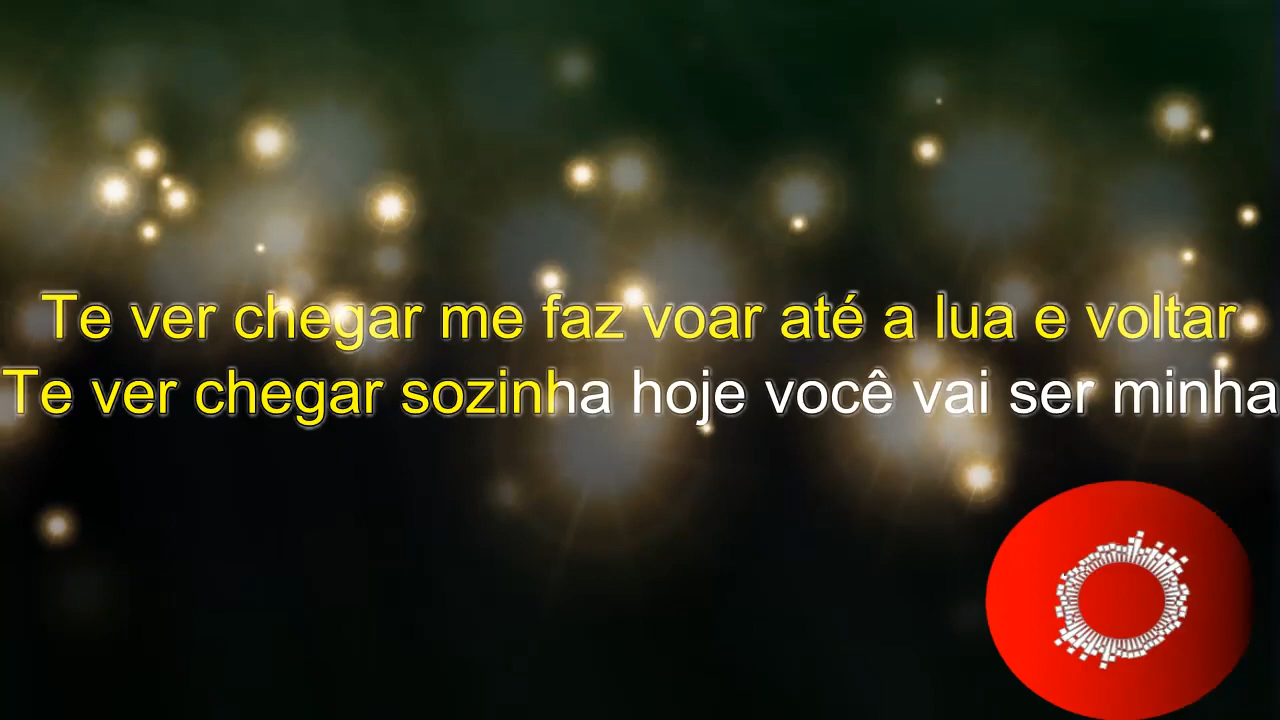 Te ver chegar me faz voar até a lua e voltar
Te ver chegar sozinha hoje você vai ser minha